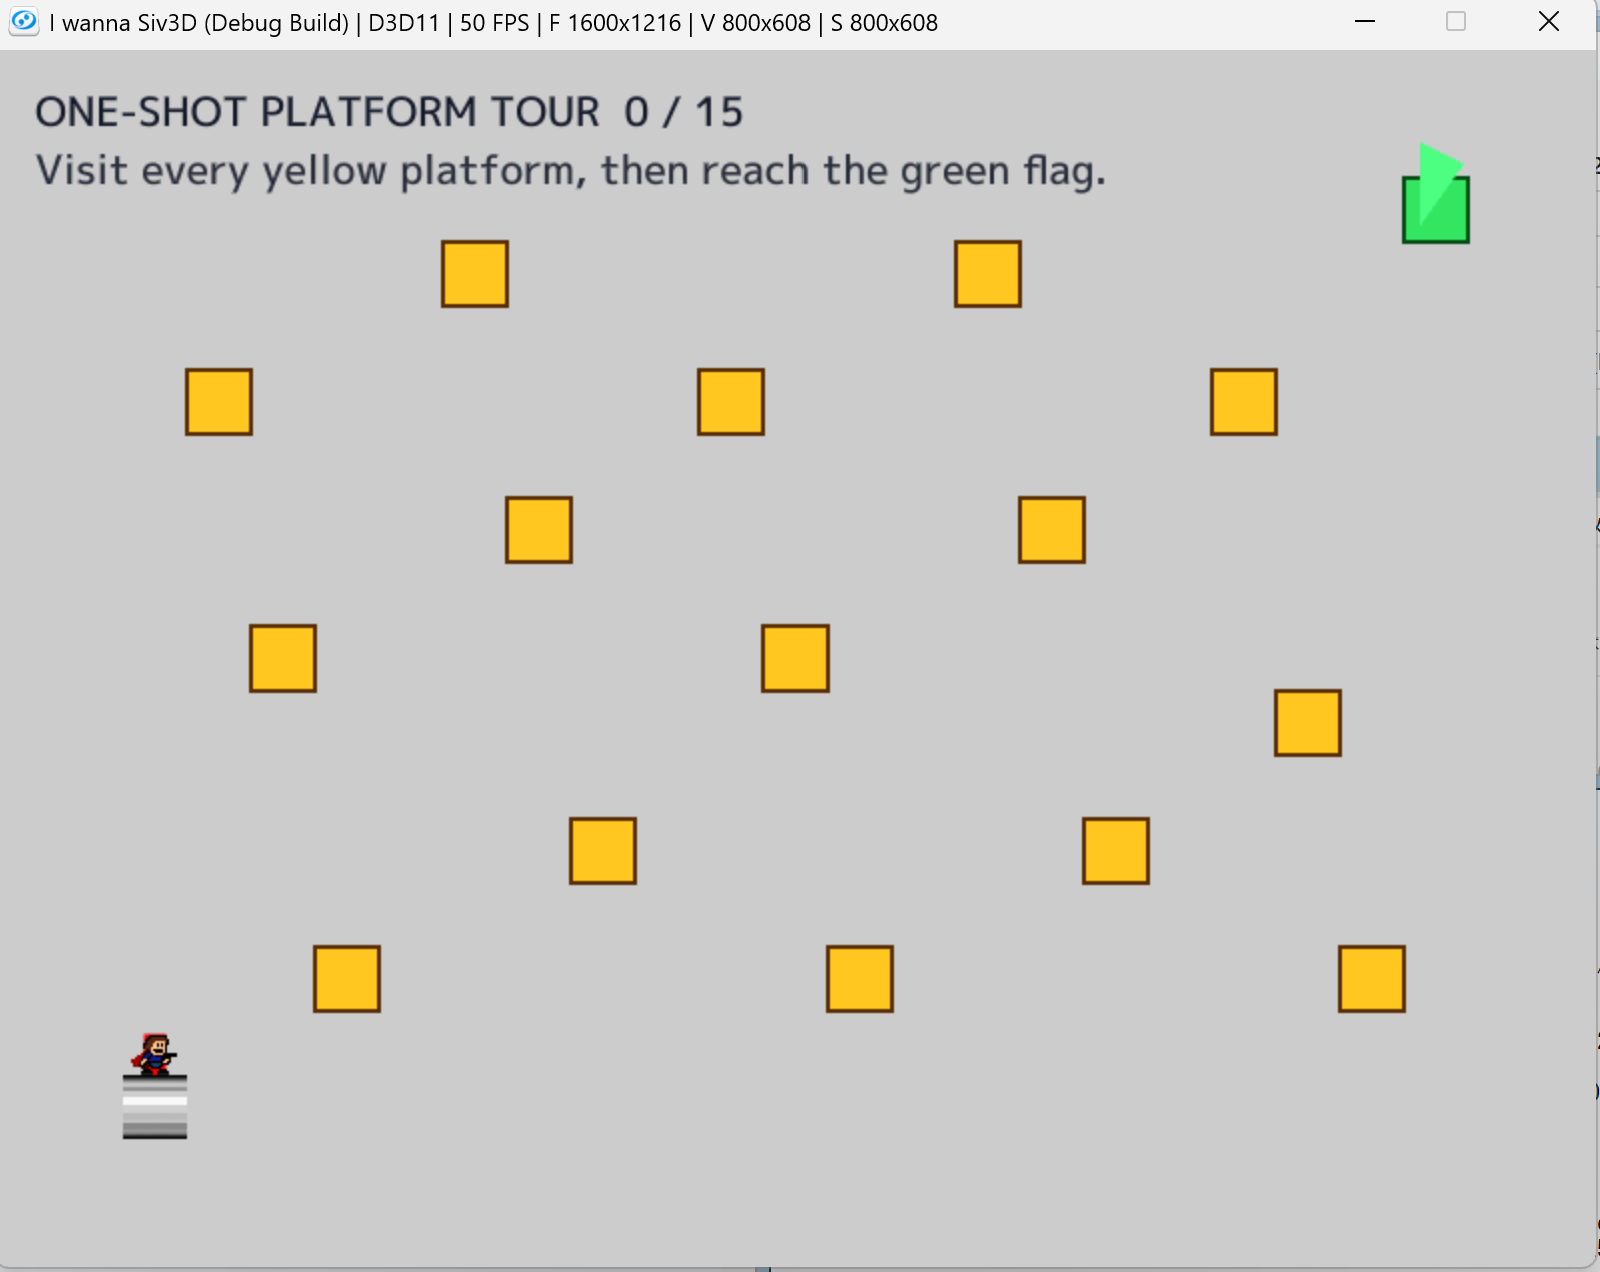 I wanna Siv3D (Debug Build) | D3D11 | 50 FPS | F 1600x1216 | V 800x608 | S 800x608
ONE-SHOT PLATFORM TOUR 0 / 15
Visit every yellow platform, then reach the green flag.